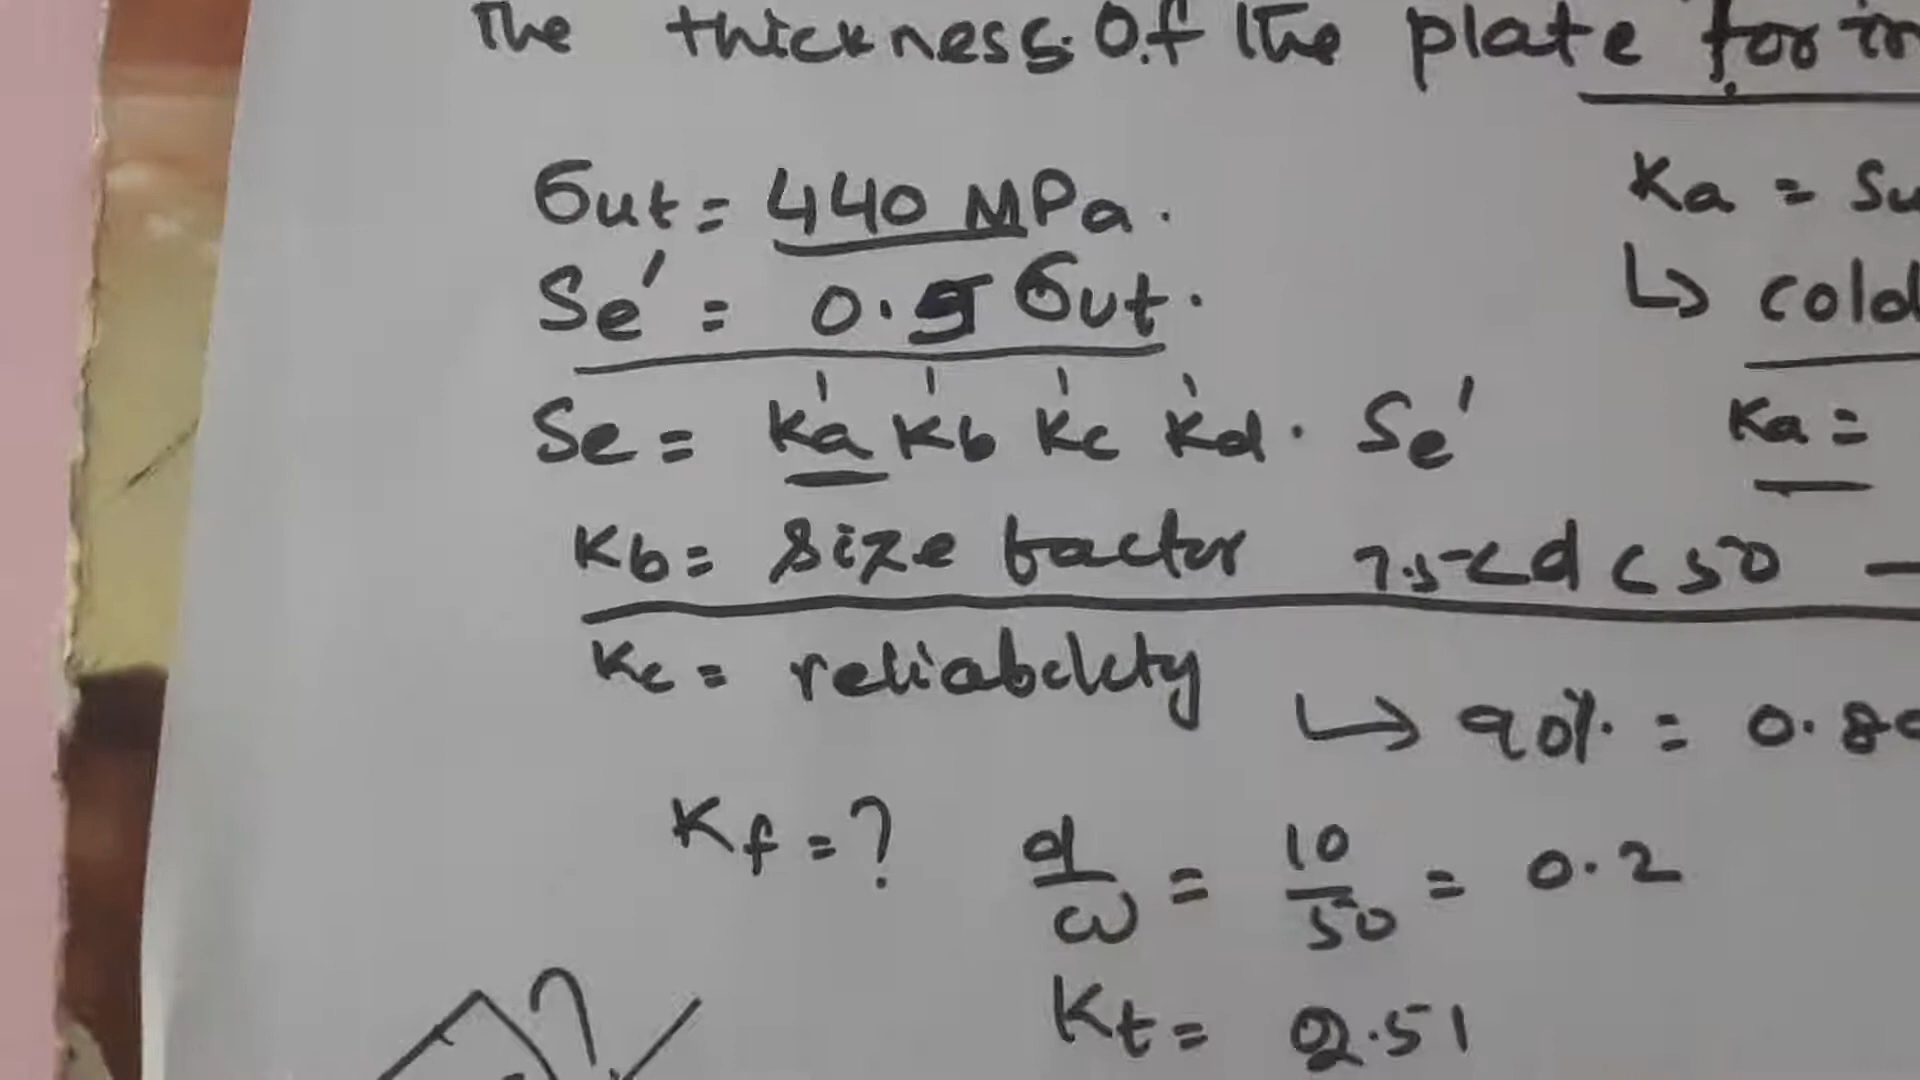 The thickness Of the plate for in
σut = 440 MPa.
Se' = 0.5 σut.
Se = Ka Kb Kc Kd . Se'
Kb = Size factor 7.5 < d < 50 —
Kc = reliability
↳ 90% = 0.89
Kf = ? d/w = 10/50 = 0.2
Kt = 2.51
Ka = Su
↳ cold
Ka =